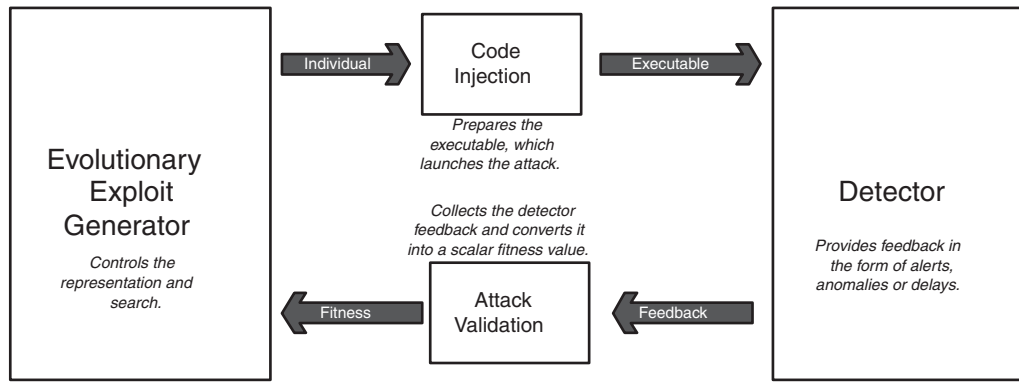 Evolutionary
Exploit
Generator
Controls the
representation and
search.
Individual
Code
Injection
Prepares the
executable, which
launches the attack.
Executable
Detector
Provides feedback in
the form of alerts,
anomalies or delays.
Feedback
Collects the detector
feedback and converts it
into a scalar fitness value.
Attack
Validation
Fitness